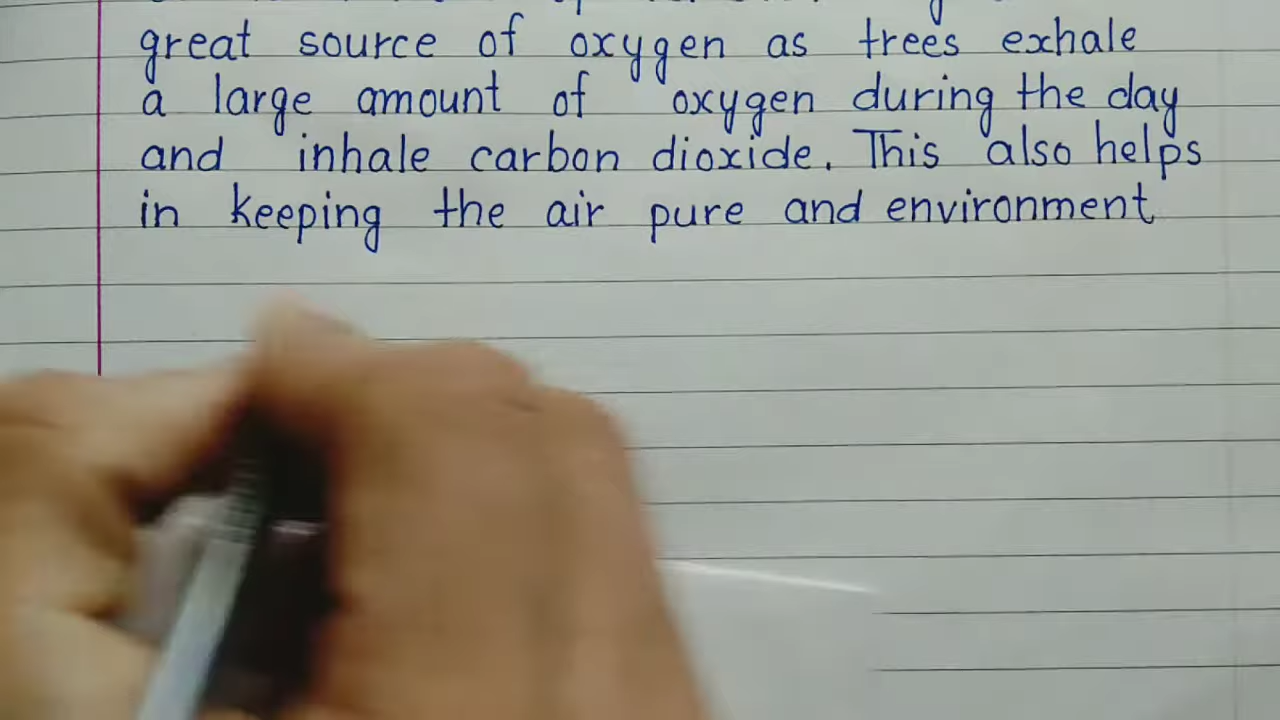 great source of oxygen as trees exhale
a large amount of oxygen during the day
and inhale carbon dioxide. This also helps
in keeping the air pure and environment